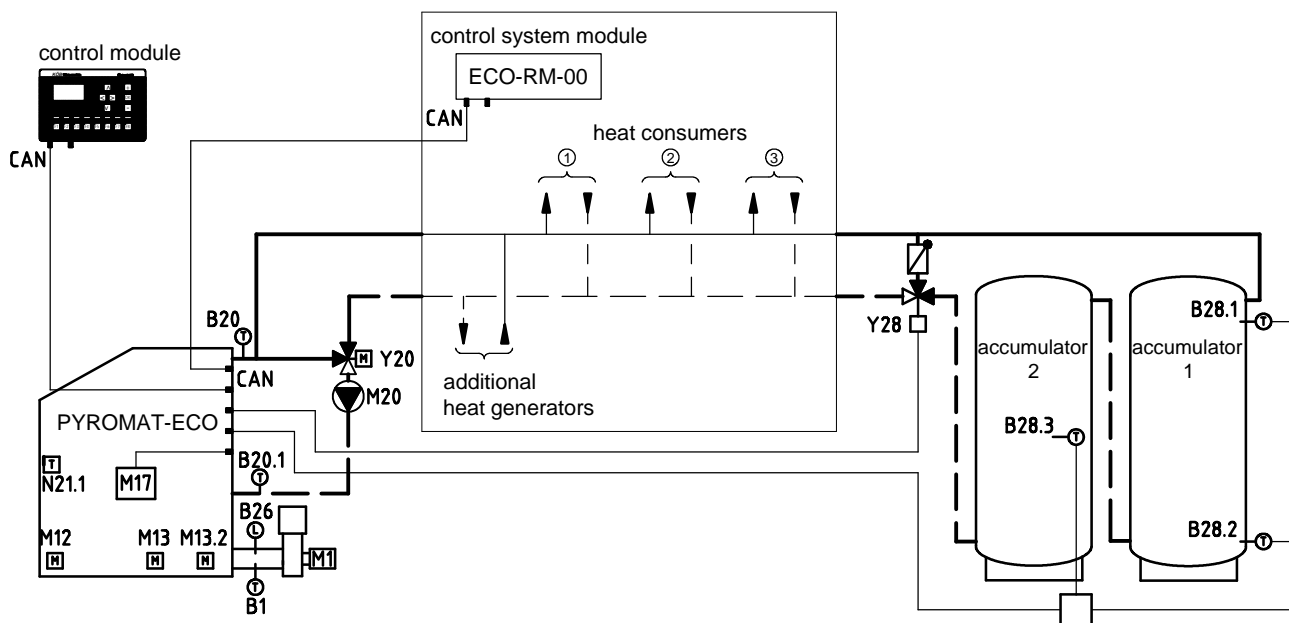 control module
CAN
control system module
ECO-RM-00
CAN
heat consumers
1
2
3
B20
T
M
Y20
CAN
M20
PYROMAT-ECO
additional
heat generators
Y28
accumulator
2
accumulator
1
B28.1
T
B28.3
T
B28.2
T
T
N21.1
M17
B20.1
T
B26
L
M12
M
M13
M
M13.2
M
M1
T
B1